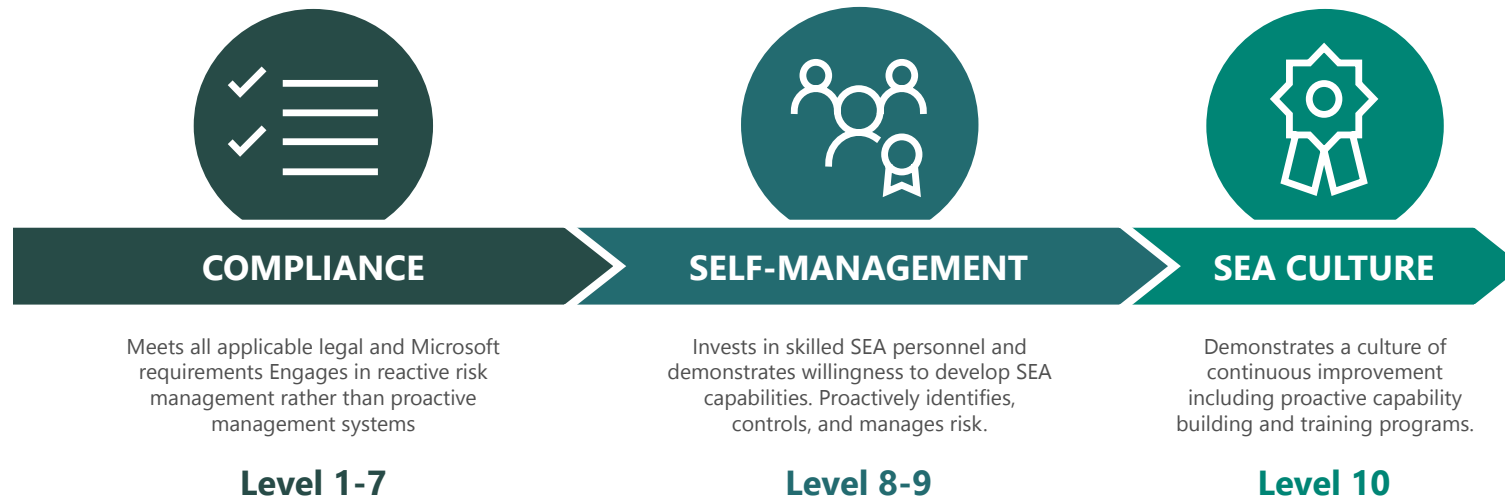 COMPLIANCE
Meets all applicable legal and Microsoft
requirements Engages in reactive risk
management rather than proactive
management systems
Level 1-7
SELF-MANAGEMENT
Invests in skilled SEA personnel and
demonstrates willingness to develop SEA
capabilities. Proactively identifies,
controls, and manages risk.
Level 8-9
SEA CULTURE
Demonstrates a culture of
continuous improvement
including proactive capability
building and training programs.
Level 10